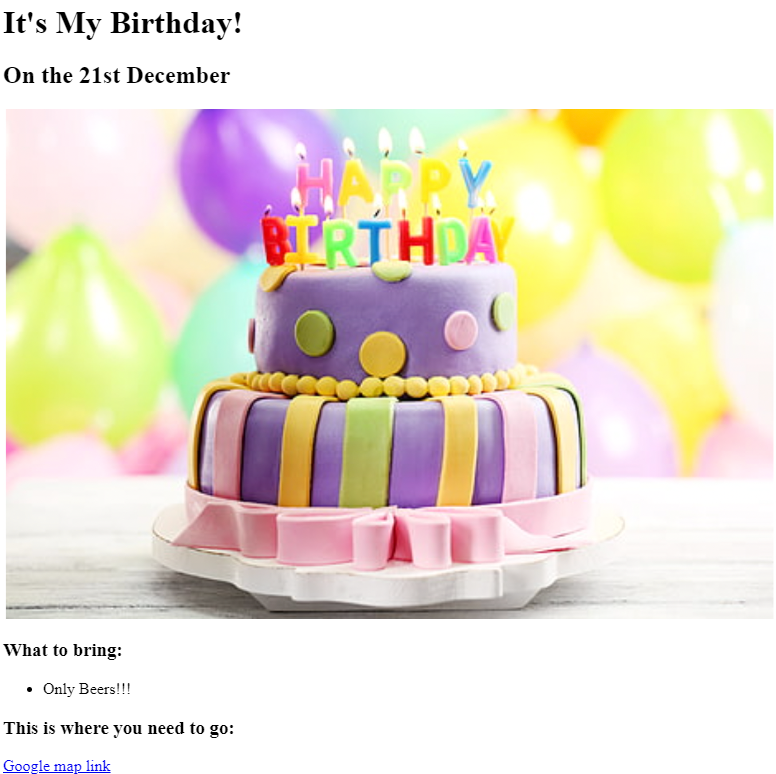 It's My Birthday!
On the 21st December
HAPPY
BIRTHDAY
What to bring:
Only Beers!!!
This is where you need to go:
Google map link